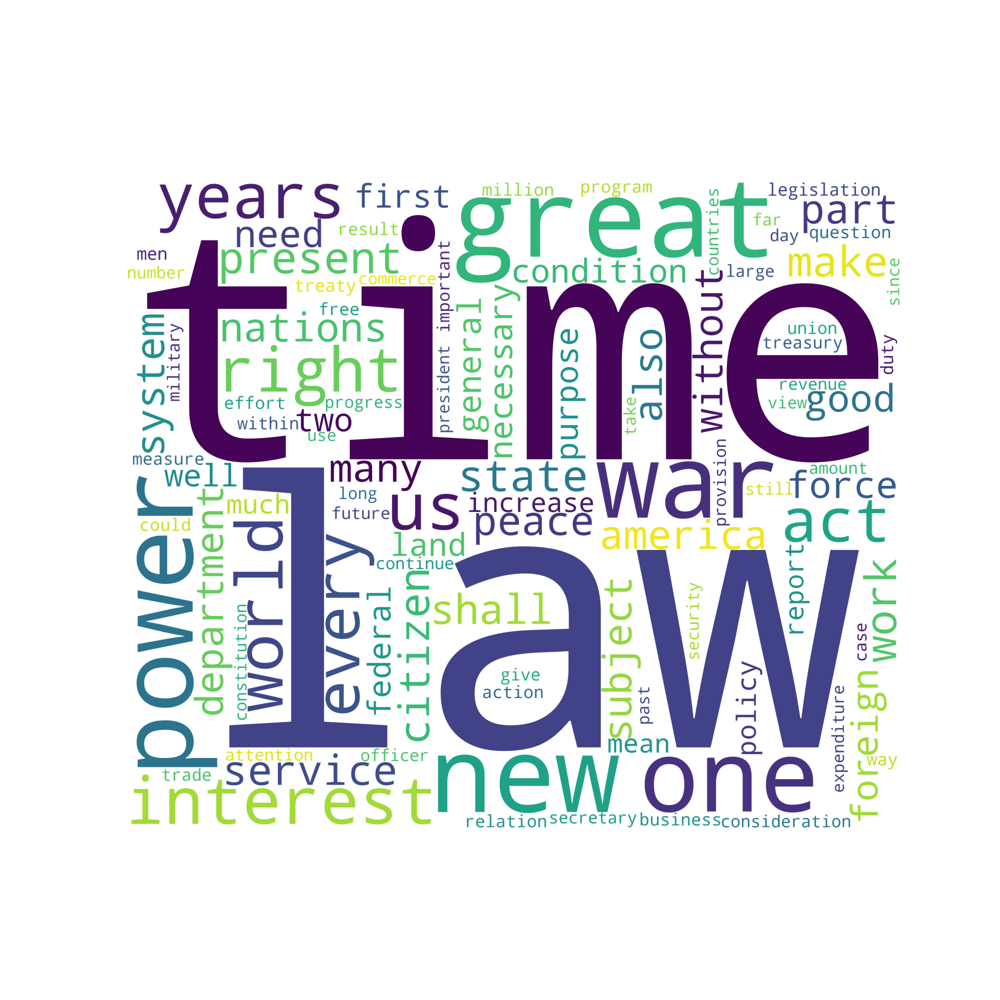 years
first
million
program
great
countries
legislation
part
far
need
result
day
question
men
present
important
condition
large
make
number
treaty
commerce
without
since
time
free
nations
general
necessary
purpose
also
union
treasury
system
military
right
president
duty
revenue
effort
progress
take
view
good
within
two
use
measure
many
provision
amount
well
state
war
still
force
power
department
much
long
us
increase
could
world
future
peace
america
act
land
every
continue
law
report
work
constitution
federal
citizen
shall
subject
security
case
give
action
past
policy
expenditure
foreign
mean
attention
officer
way
service
trade
new
one
interest
relation
secretary
business
consideration